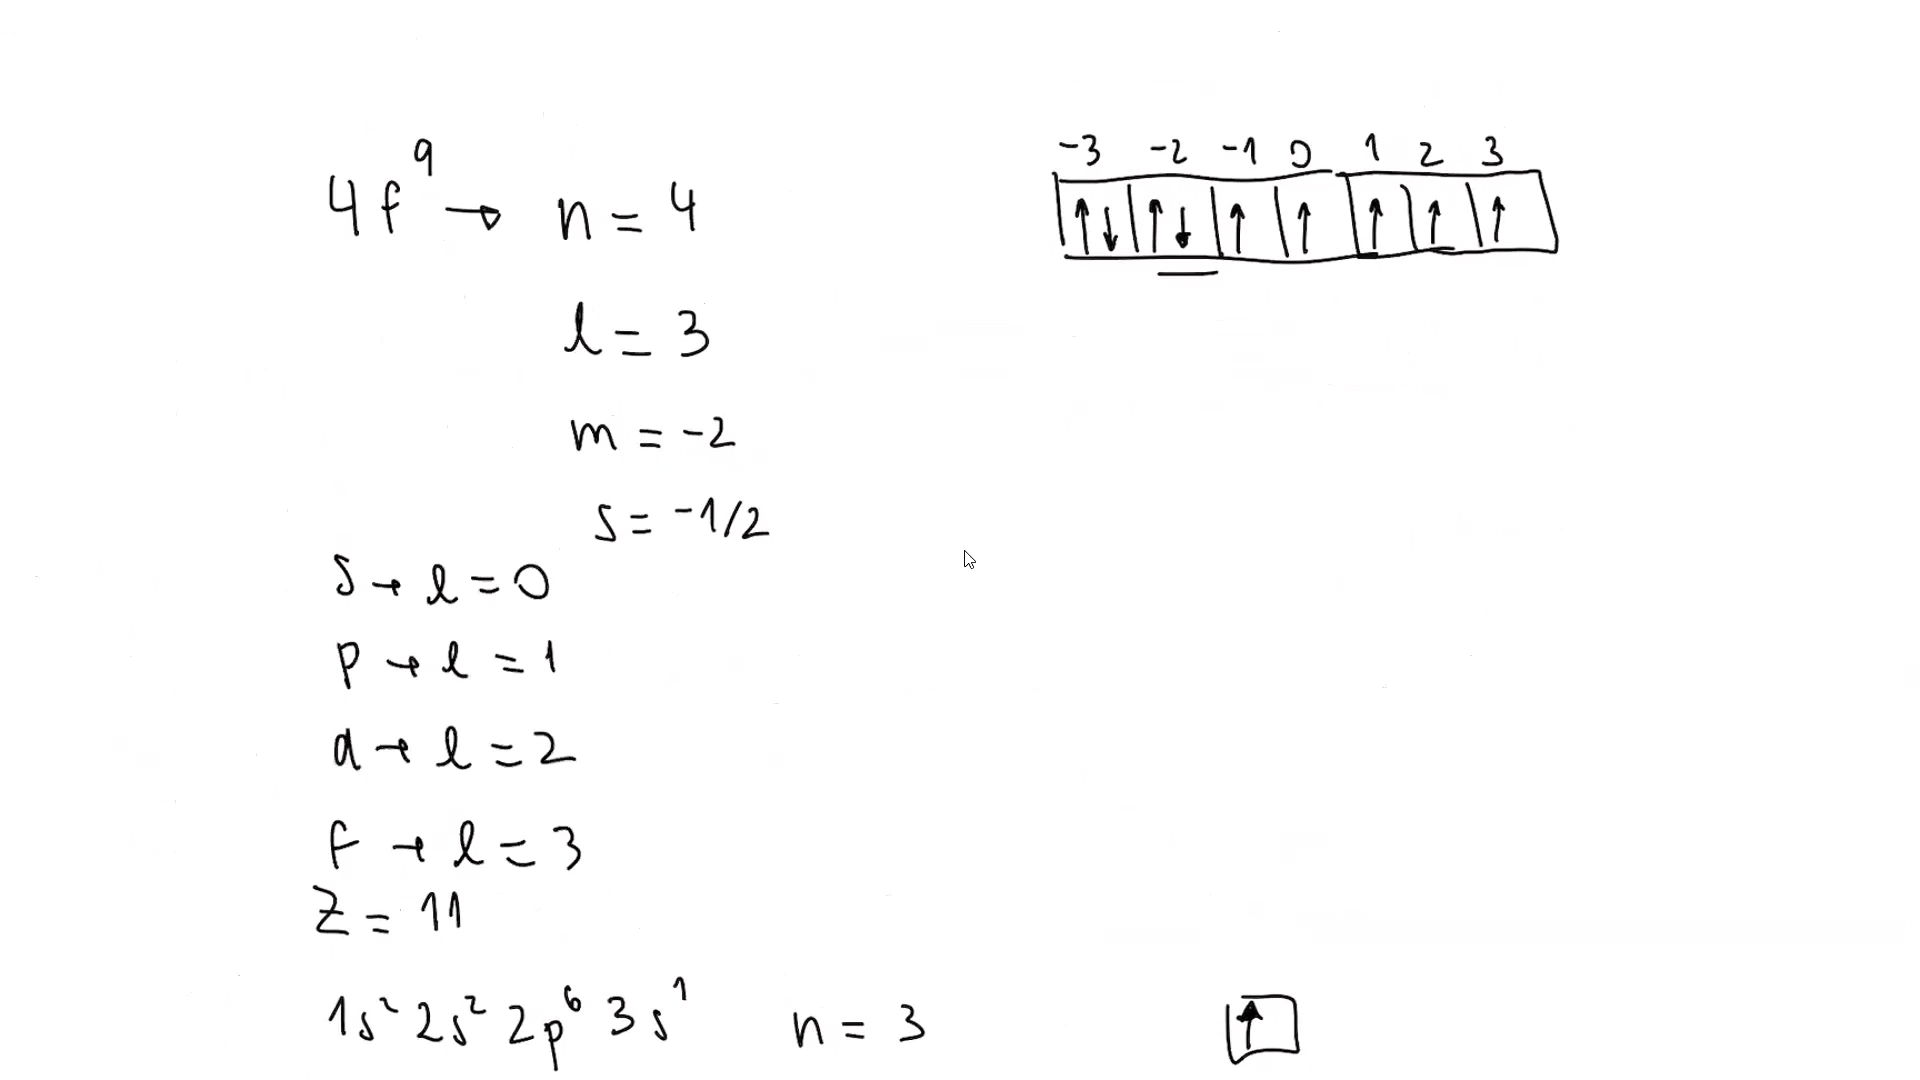 4f⁹ → n = 4
-3 -2 -1 0 1 2 3
↑↓ ↑↓ ↑ ↑ ↑ ↑ ↑
l = 3
m = -2
s = -1/2
s → l = 0
p → l = 1
d → l = 2
f → l = 3
Z = 11
1s² 2s² 2p⁶ 3s¹ n = 3 ↑